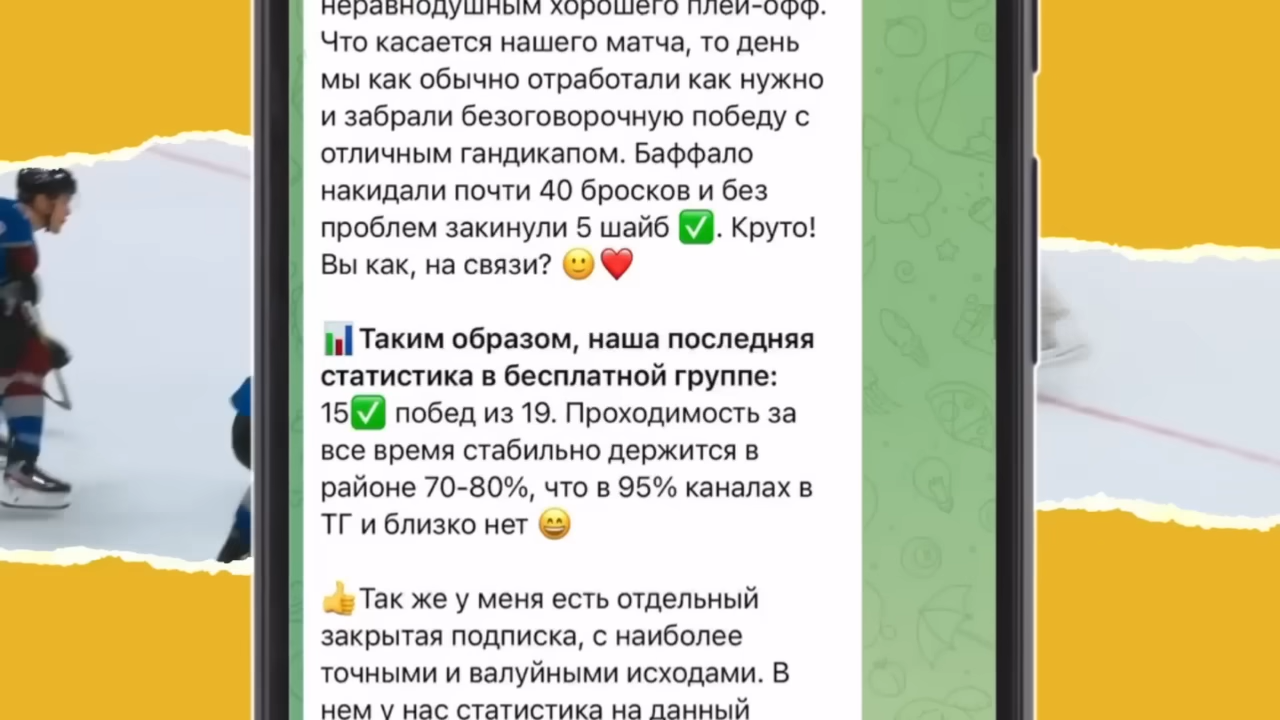 неравнодушным хорошего плей-офф.
Что касается нашего матча, то день
мы как обычно отработали как нужно
и забрали безоговорочную победу с
отличным гандикапом. Баффало
накидали почти 40 бросков и без
проблем закинули 5 шайб ✅. Круто!
Вы как, на связи? 🙂❤️
📊Таким образом, наша последняя
статистика в бесплатной группе:
15✅ побед из 19. Проходимость за
все время стабильно держится в
районе 70-80%, что в 95% каналах в
ТГ и близко нет 😄
👍Так же у меня есть отдельный
закрытая подписка, с наиболее
точными и валуйными исходами. В
нем у нас статистика на данный